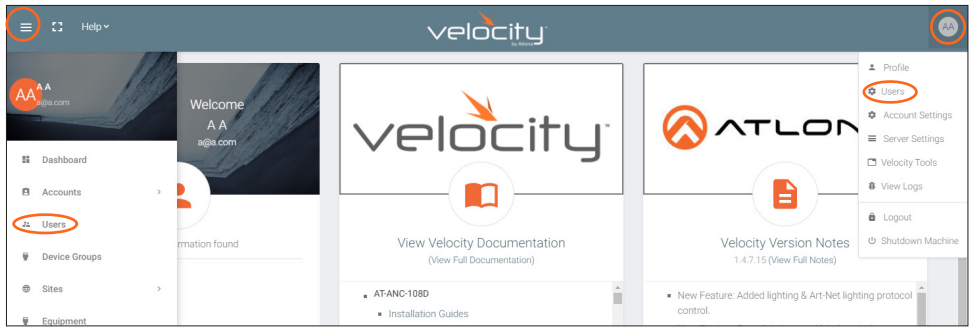 Help
velocity
by Atlona
AA
AA
A A
a@a.com
Dashboard
Accounts
Users
Device Groups
Sites
Equipment
Welcome
A A
a@a.com
rmation found
velocity
View Velocity Documentation
(View Full Documentation)
AT-ANC-108D
Installation Guides
ATLON
Velocity Version Notes
1.4.7.15 (View Full Notes)
New Feature: Added lighting & Art-Net lighting protocol
control.
Profile
Users
Account Settings
Server Settings
Velocity Tools
View Logs
Logout
Shutdown Machine